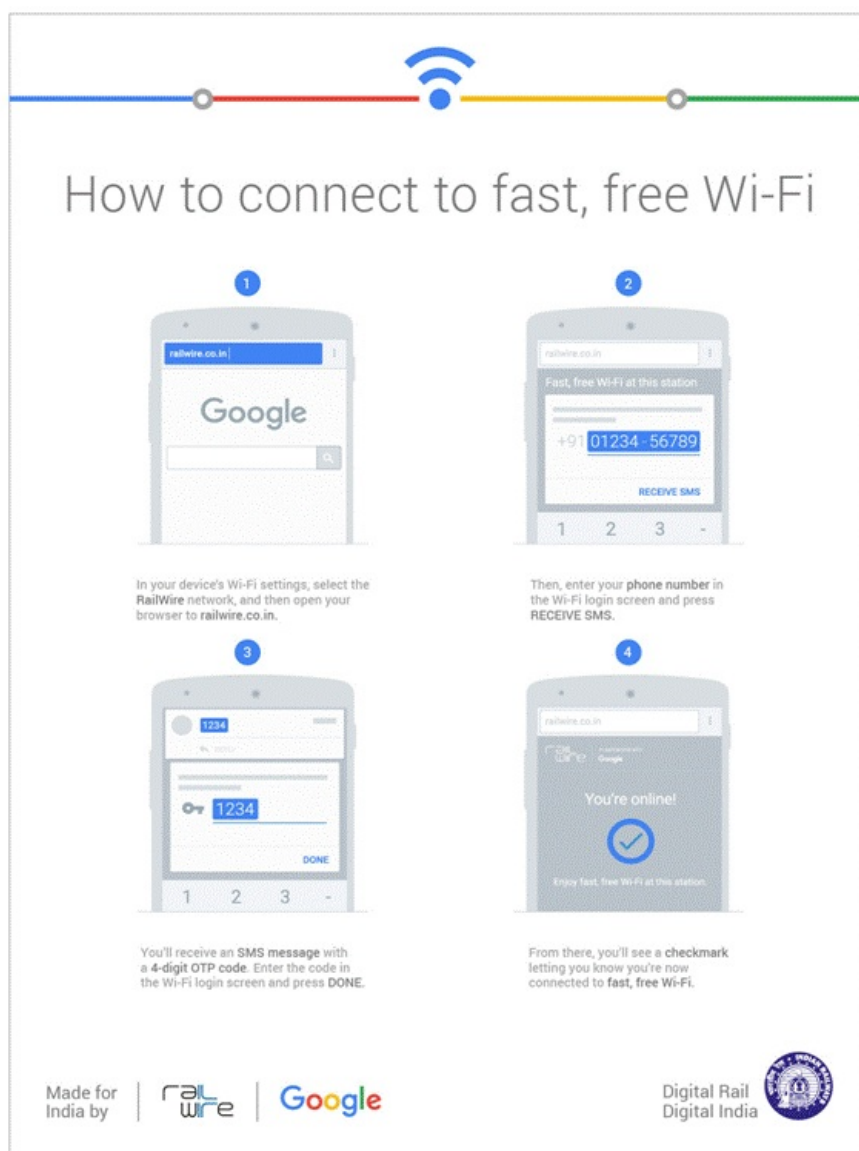 How to connect to fast, free Wi-Fi
1
railwire.co.in
Google
In your device's Wi-Fi settings, select the
RailWire network, and then open your
browser to railwire.co.in.
2
railwire.co.in
Fast, free Wi-Fi at this station
+91 01234-56789
RECEIVE SMS
1 2 3 -
Then, enter your phone number in
the Wi-Fi login screen and press
RECEIVE SMS.
3
1234
1234
DONE
1 2 3 -
You'll receive an SMS message with
a 4-digit OTP code. Enter the code in
the Wi-Fi login screen and press DONE.
4
railwire.co.in
rail
wire
Google
You're online!
Enjoy fast, free Wi-Fi at this station.
From there, you'll see a checkmark
letting you know you're now
connected to fast, free Wi-Fi.
Made for
India by
rail
wire
Google
Digital Rail
Digital India
INDIAN RAILWAYS